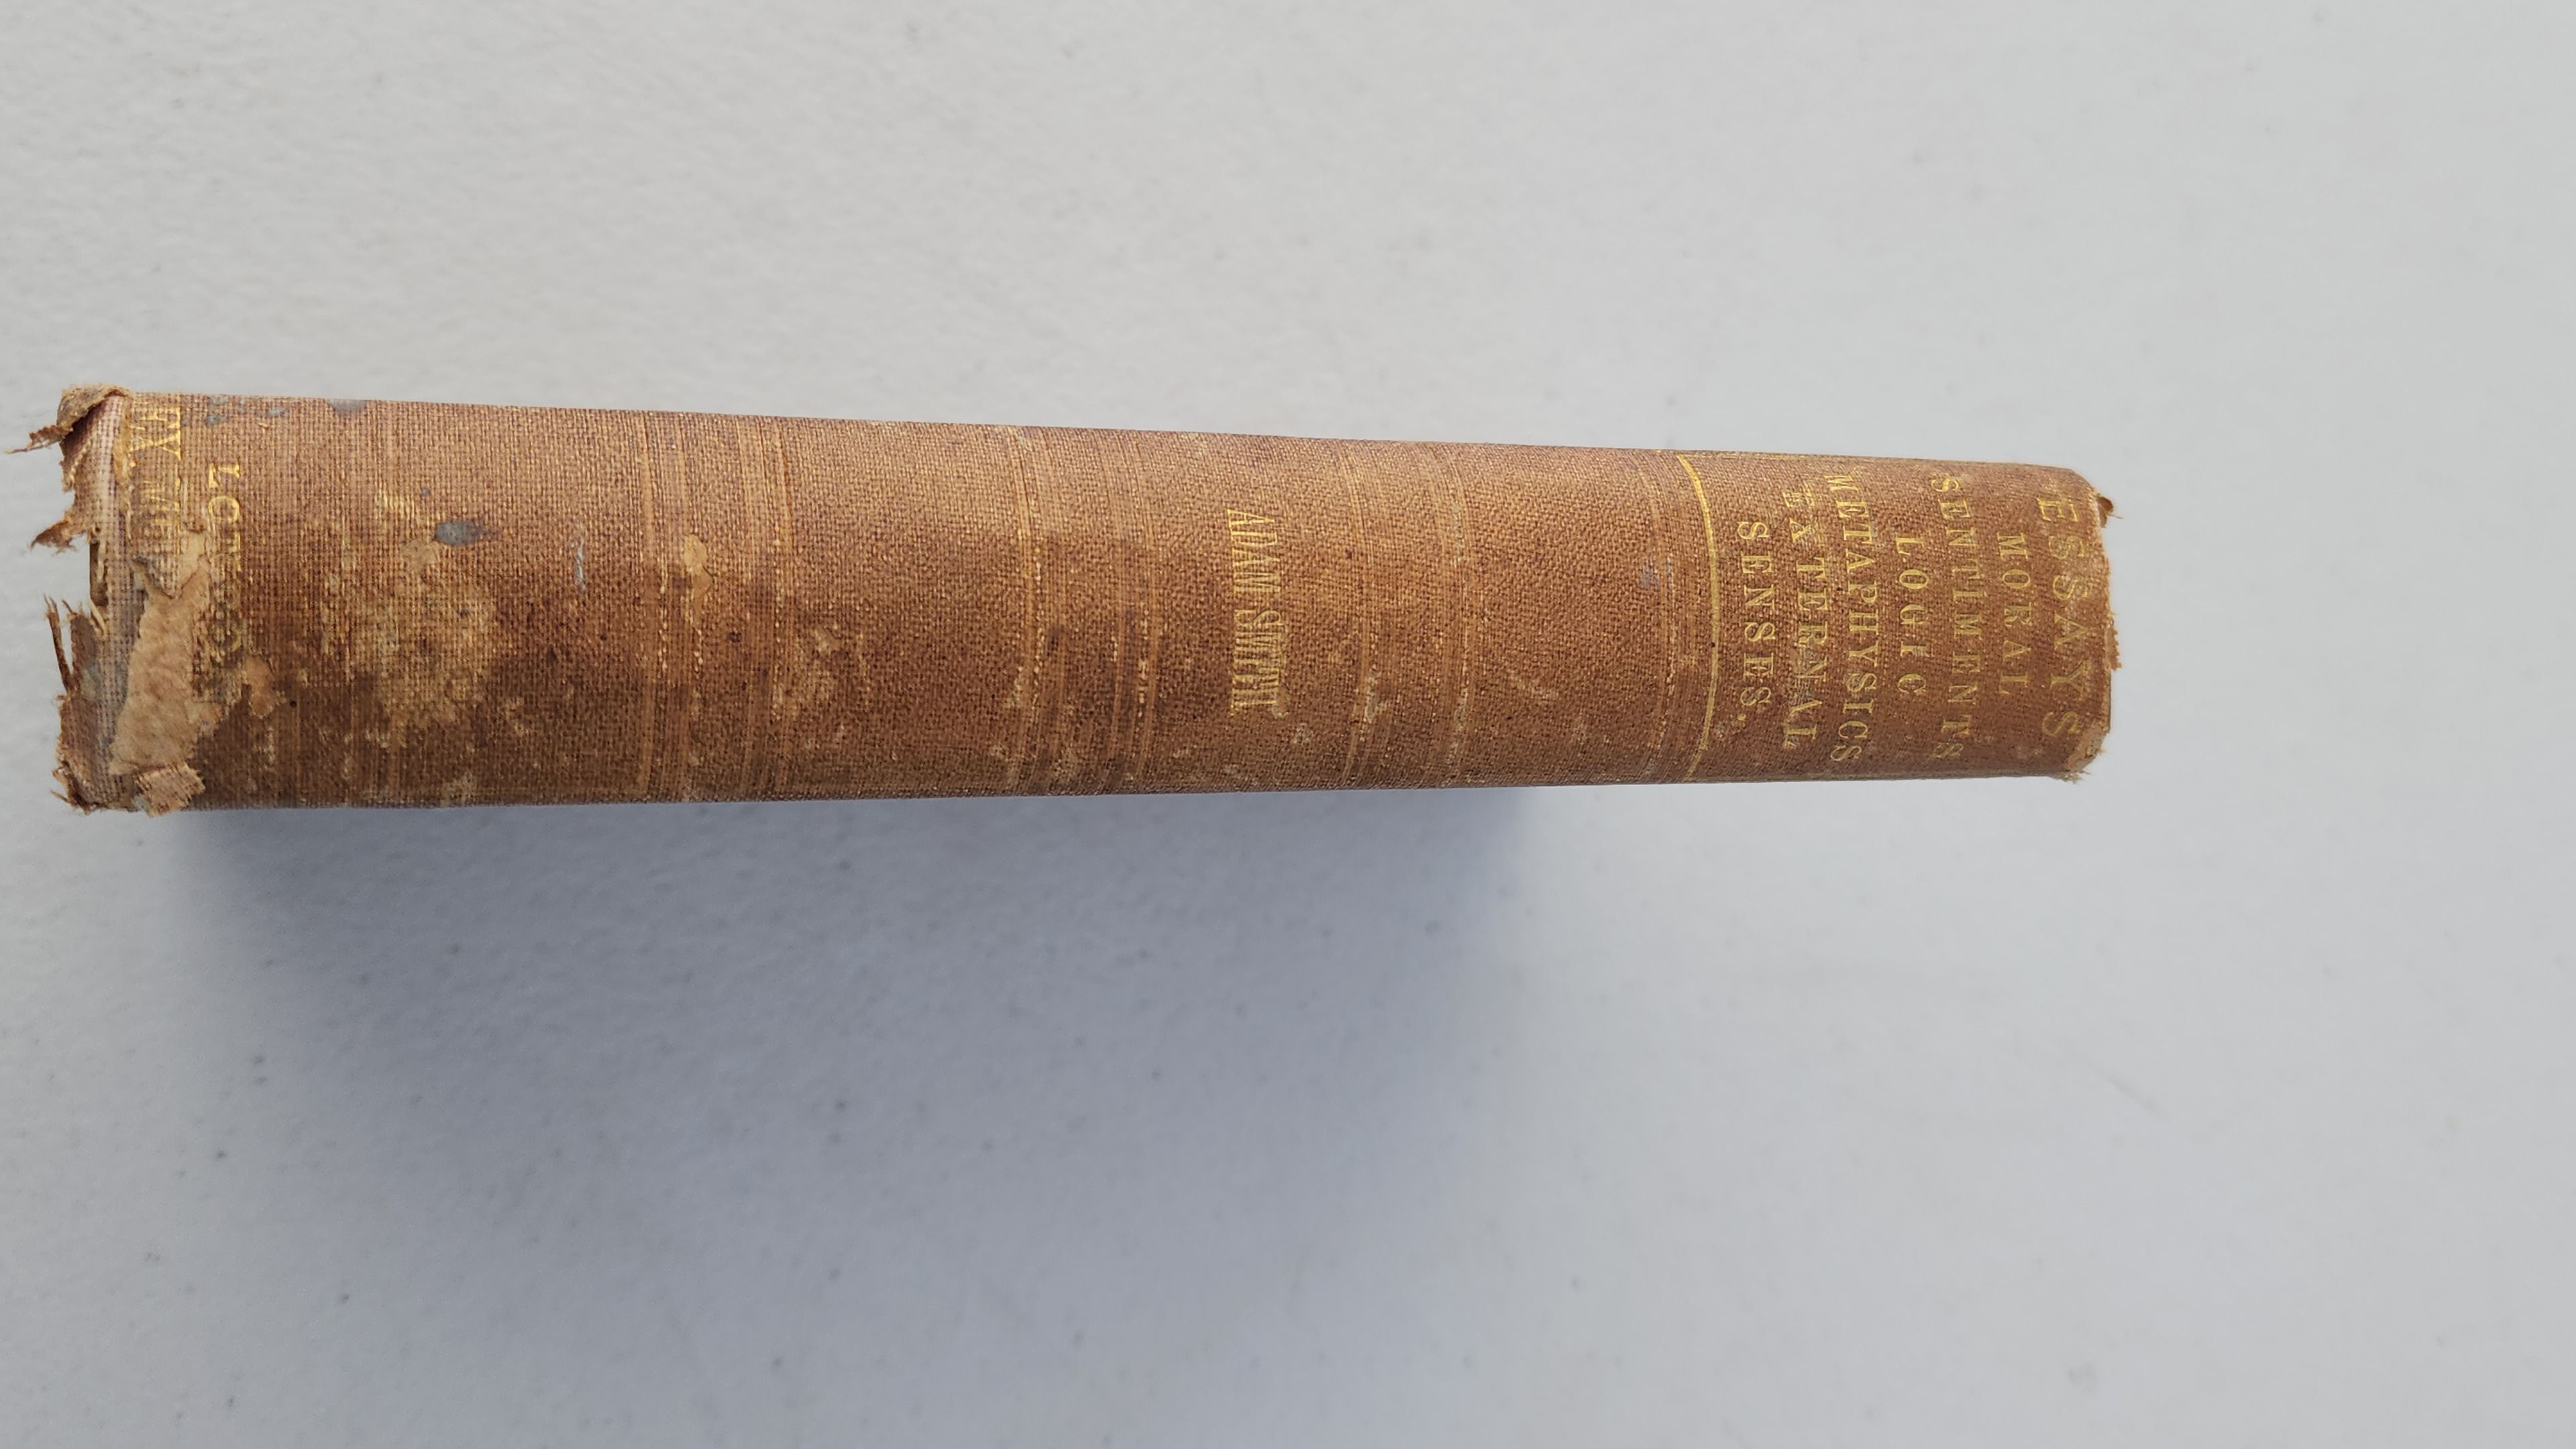 ESSAYS
MORAL
SENTIMENTS
LOGIC
METAPHYSICS
EXTERNAL
SENSES.
ADAM SMITH